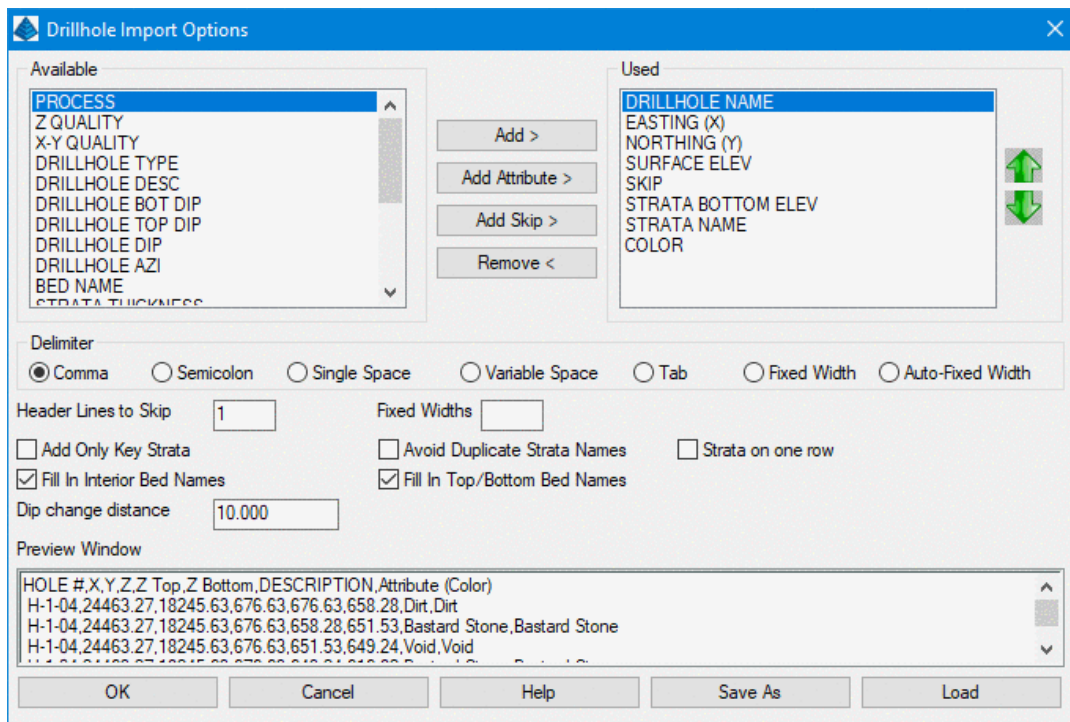 Drillhole Import Options
Available
PROCESS
Z QUALITY
X-Y QUALITY
DRILLHOLE TYPE
DRILLHOLE DESC
DRILLHOLE BOT DIP
DRILLHOLE TOP DIP
DRILLHOLE DIP
DRILLHOLE AZI
BED NAME
STRATA THICKNESS
Add >
Add Attribute >
Add Skip >
Remove <
Used
DRILLHOLE NAME
EASTING (X)
NORTHING (Y)
SURFACE ELEV
SKIP
STRATA BOTTOM ELEV
STRATA NAME
COLOR
Delimiter
Comma Semicolon Single Space Variable Space Tab Fixed Width Auto-Fixed Width
Header Lines to Skip 1 Fixed Widths
Add Only Key Strata Avoid Duplicate Strata Names Strata on one row
Fill In Interior Bed Names Fill In Top/Bottom Bed Names
Dip change distance 10.000
Preview Window
HOLE #,X,Y,Z,Z Top,Z Bottom,DESCRIPTION,Attribute (Color)
H-1-04,24463.27,18245.63,676.63,676.63,658.28,Dirt,Dirt
H-1-04,24463.27,18245.63,676.63,658.28,651.53,Bastard Stone,Bastard Stone
H-1-04,24463.27,18245.63,676.63,651.53,649.24,Void,Void
OK Cancel Help Save As Load